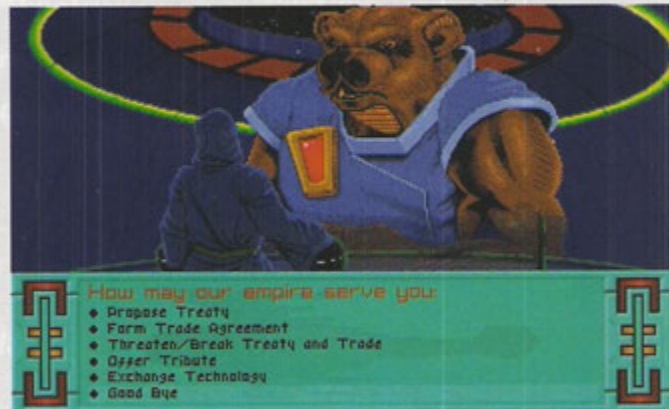 How may our empire serve you:
◆ Propose Treaty
◆ Form Trade Agreement
◆ Threaten/Break Treaty and Trade
◆ Offer Tribute
◆ Exchange Technology
◆ Good Bye